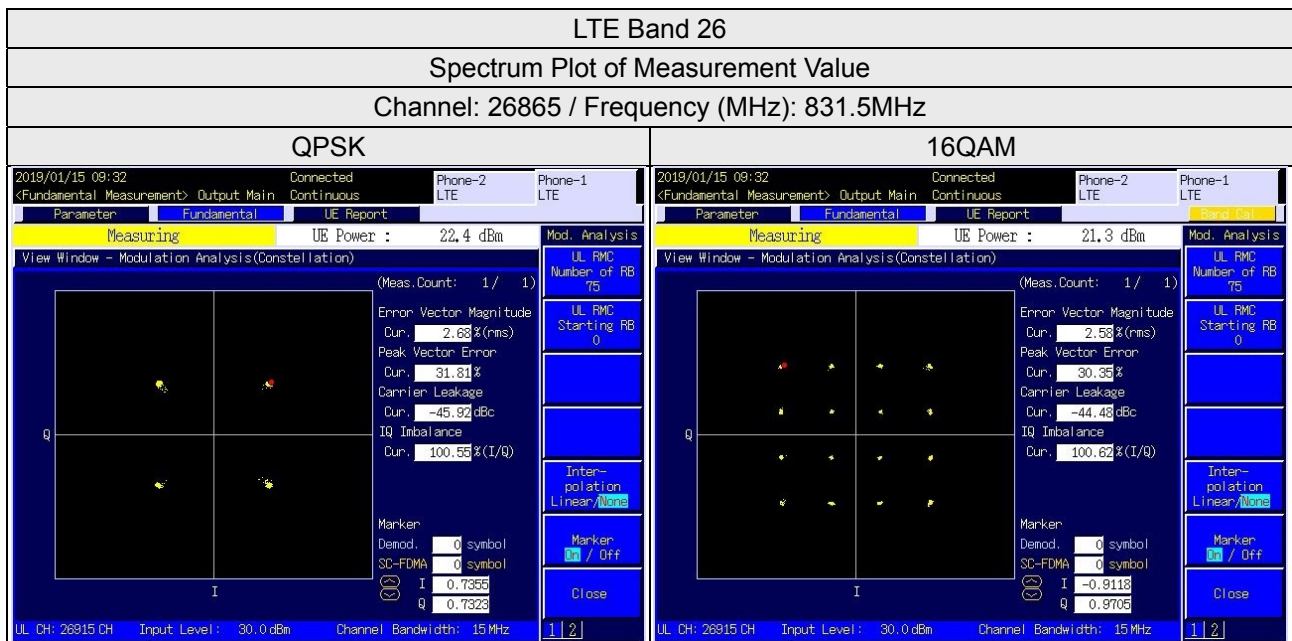 LTE Band 26
Spectrum Plot of Measurement Value
Channel: 26865 / Frequency (MHz): 831.5MHz
QPSK
16QAM
2019/01/15 09:32 Connected Phone-2 Phone-1
<Fundamental Measurement> Output Main Continuous LTE LTE
Parameter Fundamental UE Report
Measuring UE Power : 22.4 dBm Mod. Analysis
View Window - Modulation Analysis(Constellation)
(Meas.Count: 1/ 1)
Error Vector Magnitude
Cur. 2.68 %(rms)
Peak Vector Error
Cur. 31.81 %
Carrier Leakage
Cur. -45.92 dBc
IQ Imbalance
Cur. 100.55 %(I/Q)
Q
I
Marker
Demod. 0 symbol
SC-FDMA 0 symbol
I 0.7355
Q 0.7323
UL RMC
Number of RB
75
UL RMC
Starting RB
0
Inter-
polation
Linear/None
Marker
On / Off
Close
UL CH: 26915 CH Input Level: 30.0 dBm Channel Bandwidth: 15 MHz 1 2
2019/01/15 09:32 Connected Phone-2 Phone-1
<Fundamental Measurement> Output Main Continuous LTE LTE
Parameter Fundamental UE Report Band Cal.
Measuring UE Power : 21.3 dBm Mod. Analysis
View Window - Modulation Analysis(Constellation)
(Meas.Count: 1/ 1)
Error Vector Magnitude
Cur. 2.58 %(rms)
Peak Vector Error
Cur. 30.35 %
Carrier Leakage
Cur. -44.48 dBc
IQ Imbalance
Cur. 100.62 %(I/Q)
Q
I
Marker
Demod. 0 symbol
SC-FDMA 0 symbol
I -0.9118
Q 0.9705
UL RMC
Number of RB
75
UL RMC
Starting RB
0
Inter-
polation
Linear/None
Marker
On / Off
Close
UL CH: 26915 CH Input Level: 30.0 dBm Channel Bandwidth: 15 MHz 1 2